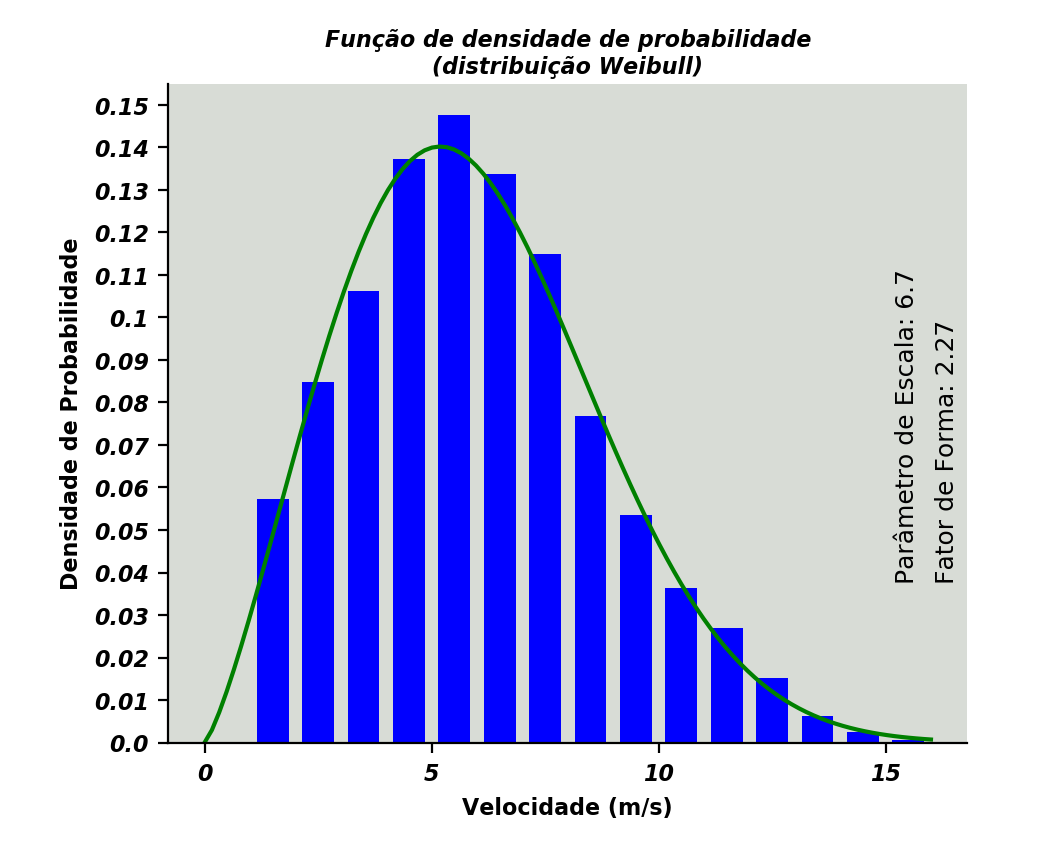 Função de densidade de probabilidade
(distribuição Weibull)
Densidade de Probabilidade
0.15
0.14
0.13
0.12
0.11
0.1
0.09
0.08
0.07
0.06
0.05
0.04
0.03
0.02
0.01
0.0
Parâmetro de Escala: 6.7
Fator de Forma: 2.27
0 5 10 15
Velocidade (m/s)